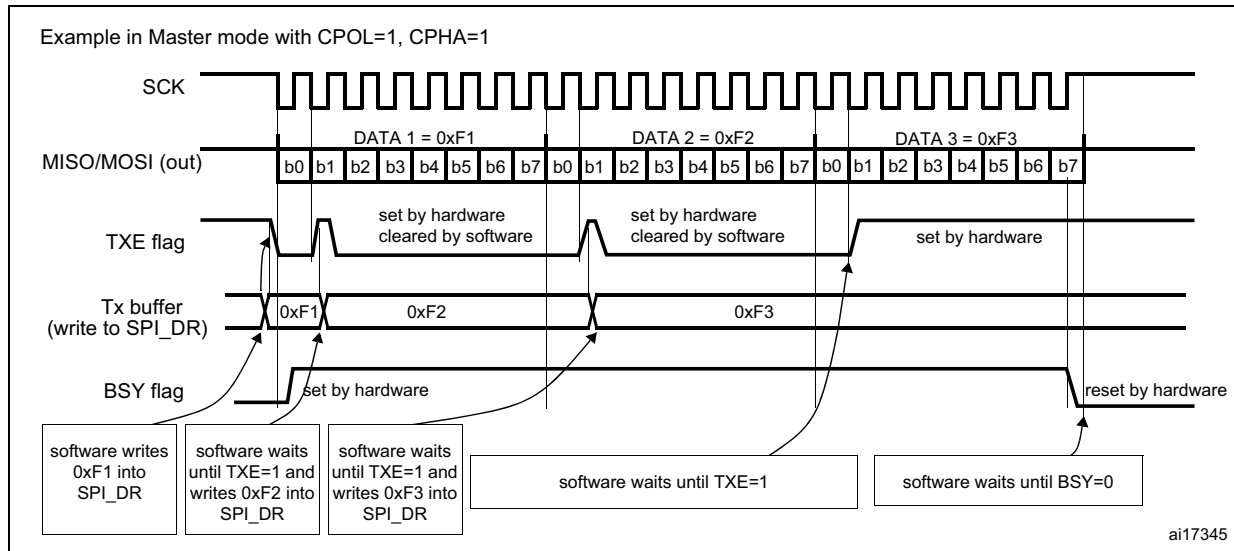 Example in Master mode with CPOL=1, CPHA=1
SCK
DATA 1 = 0xF1
DATA 2 = 0xF2
DATA 3 = 0xF3
MISO/MOSI (out)
b0 b1 b2 b3 b4 b5 b6 b7 b0 b1 b2 b3 b4 b5 b6 b7 b0 b1 b2 b3 b4 b5 b6 b7
TXE flag
set by hardware
cleared by software
set by hardware
cleared by software
set by hardware
Tx buffer
(write to SPI_DR)
0xF1
0xF2
0xF3
BSY flag
set by hardware
reset by hardware
software writes
0xF1 into
SPI_DR
software waits
until TXE=1 and
writes 0xF2 into
SPI_DR
software waits
until TXE=1 and
writes 0xF3 into
SPI_DR
software waits until TXE=1
software waits until BSY=0
ai17345